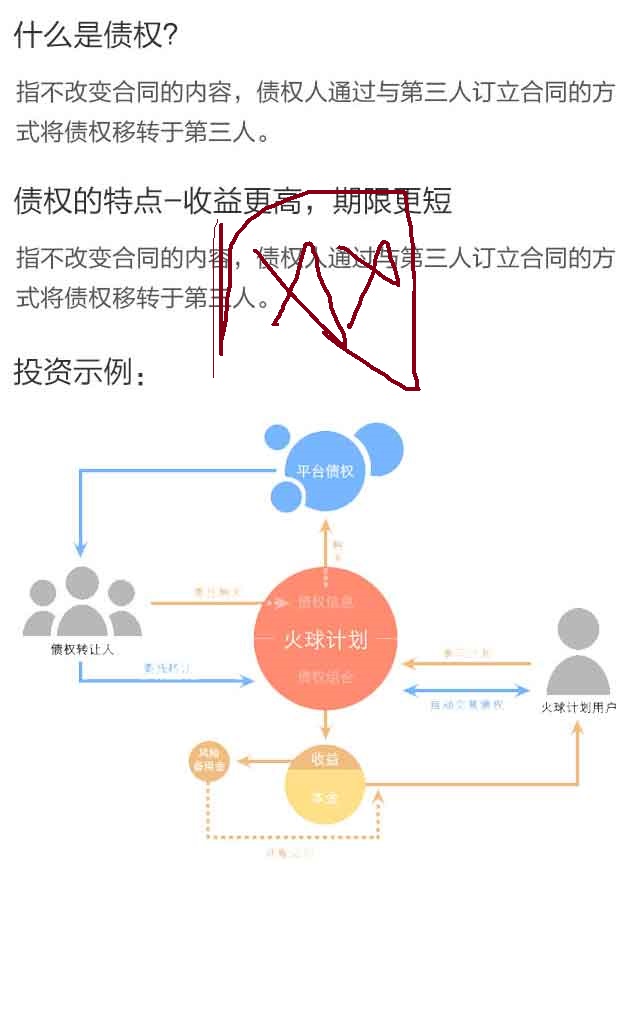 什么是债权?
指不改变合同的内容，债权人通过与第三人订立合同的方
式将债权移转于第三人。
债权的特点-收益更高，期限更短
指不改变合同的内容，债权人通过与第三人订立合同的方
式将债权移转于第三人。
投资示例：
平台债权
债权信息
火球计划
债权转让人
债权组合
自动交易债权
火球计划用户
收益
风险
备用金
本金